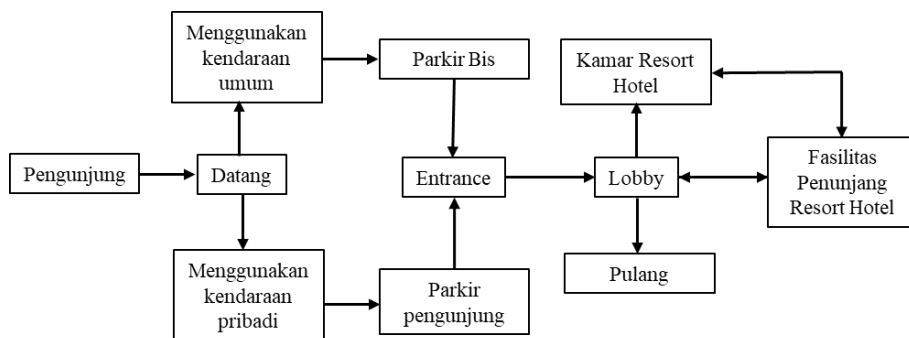 Pengunjung
Datang
Menggunakan
kendaraan
umum
Parkir Bis
Menggunakan
kendaraan
pribadi
Parkir
pengunjung
Entrance
Lobby
Kamar Resort
Hotel
Fasilitas
Penunjang
Resort Hotel
Pulang